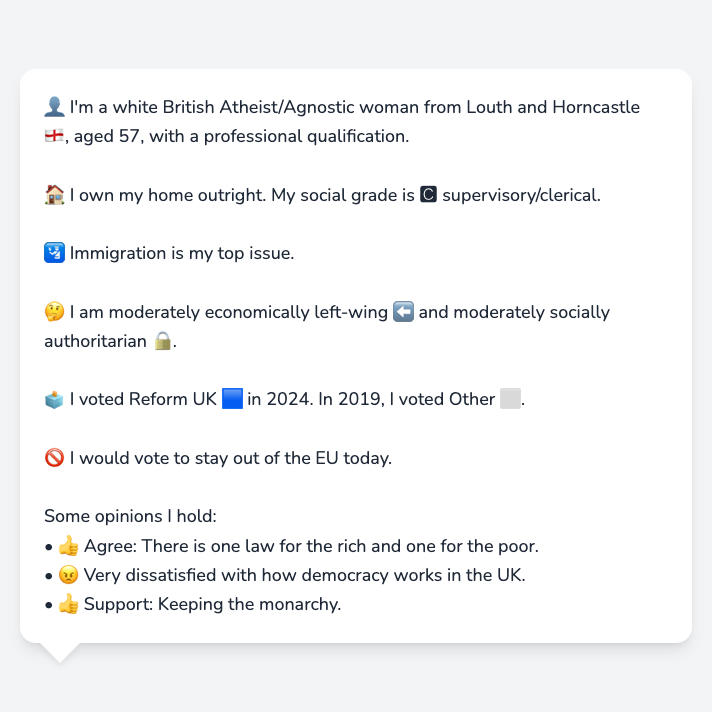 👤 I'm a white British Atheist/Agnostic woman from Louth and Horncastle
🏴󠁧󠁢󠁥󠁮󠁧󠁿, aged 57, with a professional qualification.
🏠 I own my home outright. My social grade is 🅲 supervisory/clerical.
🛂 Immigration is my top issue.
🤔 I am moderately economically left-wing ⬅️ and moderately socially
authoritarian 🔒.
🗳️ I voted Reform UK 🟦 in 2024. In 2019, I voted Other ⬜.
🚫 I would vote to stay out of the EU today.
Some opinions I hold:
• 👍 Agree: There is one law for the rich and one for the poor.
• 😠 Very dissatisfied with how democracy works in the UK.
• 👍 Support: Keeping the monarchy.